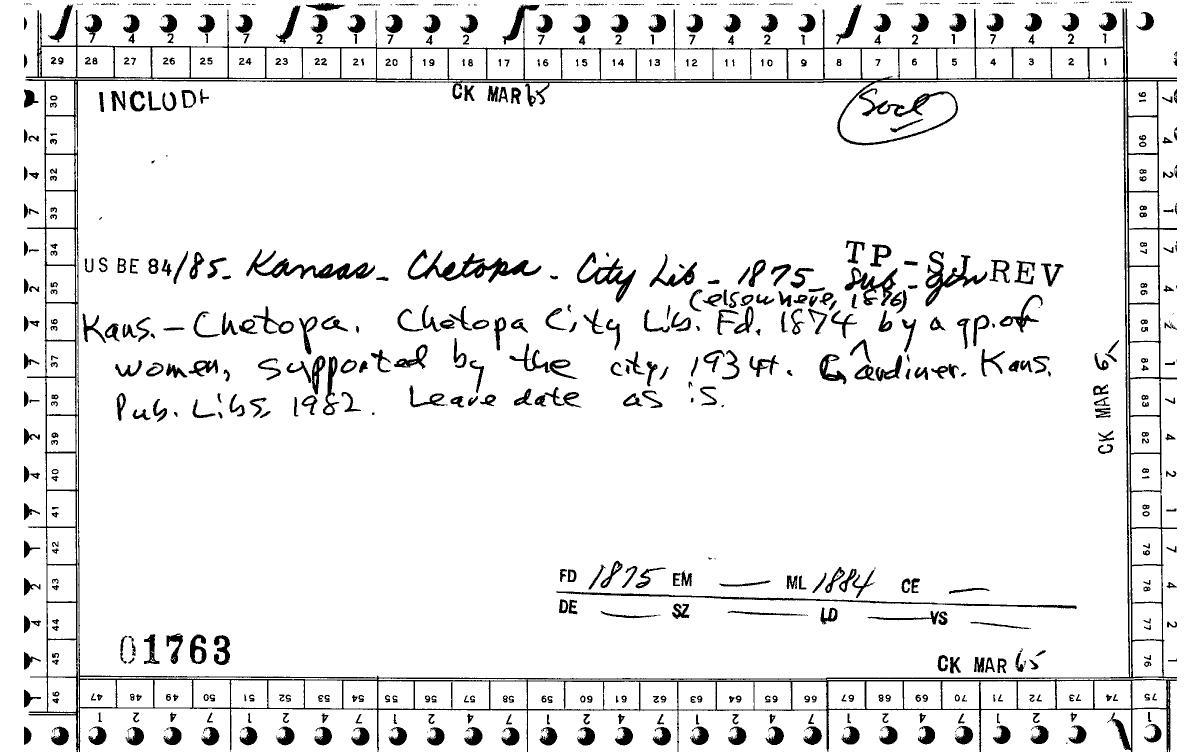 7 4 2 1 7 4 2 1 7 4 2 1 7 4 2 1 7 4 2 1 7 4 2 1 7 4 2 1
29 28 27 26 25 24 23 22 21 20 19 18 17 16 15 14 13 12 11 10 9 8 7 6 5 4 3 2 1
INCLUDE CK MAR 65 Socl
TP-SJ REV
US BE 84/85- Kansas- Chetopa- City Lib- 1875- Sub-gen
(elsewhere, 1876)
Kans.-Chetopa. Chetopa City Lib. Fd. 1874 by a gp. of
women, supported by the city, 1934+. Gardiner. Kans.
Pub. Libs, 1982. Leave date as is.
CK MAR 65
FD 1875 EM — ML 1884 CE —
DE — SZ — LD — VS —
01763
CK MAR 65
30 31 32 33 34 35 36 37 38 39 40 41 42 43 44 45 46
91 90 89 88 87 86 85 84 83 82 81 80 79 78 77 76 75
47 48 49 50 51 52 53 54 55 56 57 58 59 60 61 62 63 64 65 66 67 68 69 70 71 72 73 74
1 2 4 7 1 2 4 7 1 2 4 7 1 2 4 7 1 2 4 7 1 2 4 7 1 2 4